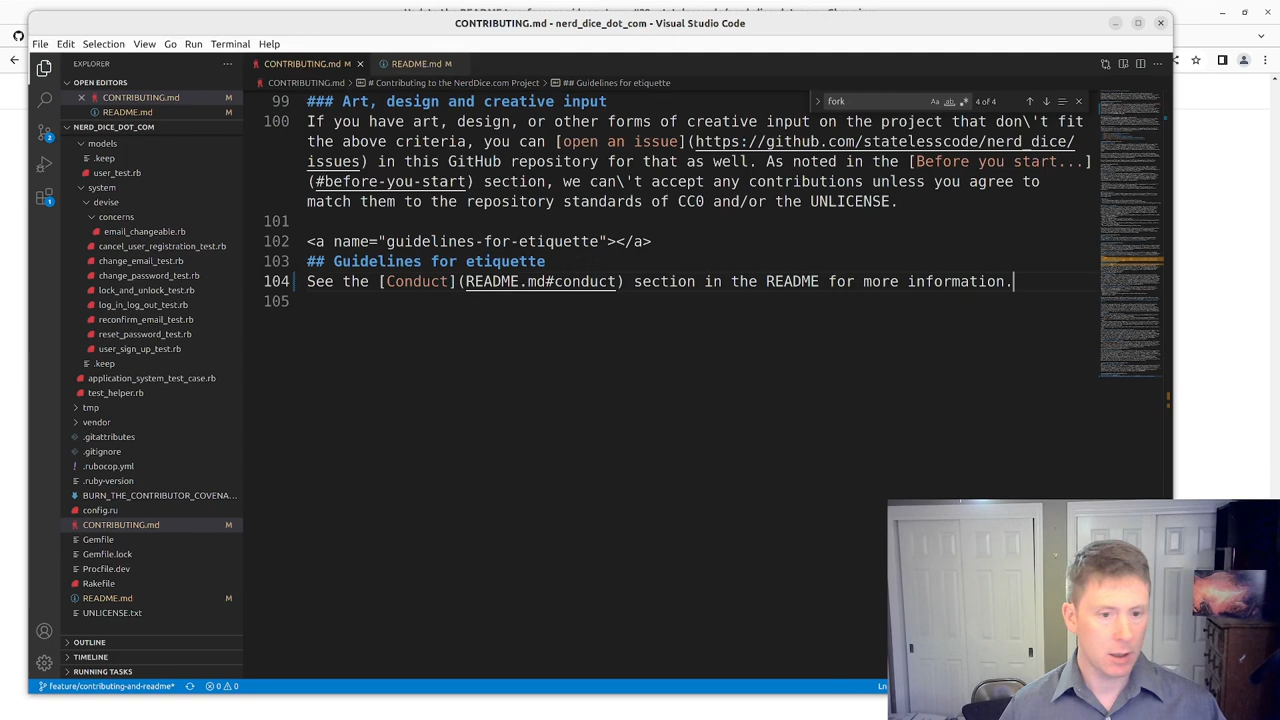 CONTRIBUTING.md - nerd_dice_dot_com - Visual Studio Code
File Edit Selection View Go Run Terminal Help
EXPLORER
CONTRIBUTING.md M
README.md M
OPEN EDITORS
CONTRIBUTING.md > # Contributing to the NerdDice.com Project > ## Guidelines for etiquette
CONTRIBUTING.md M
README.md M
fork
Aa
ab
4 of 4
NERD_DICE_DOT_COM
models
.keep
user_test.rb
system
devise
concerns
email_changeable.rb
cancel_user_registration_test.rb
change_email_test.rb
change_password_test.rb
lock_and_unlock_test.rb
log_in_log_out_test.rb
reconfirm_email_test.rb
reset_password_test.rb
user_sign_up_test.rb
.keep
application_system_test_case.rb
test_helper.rb
tmp
vendor
.gitattributes
.gitignore
.rubocop.yml
.ruby-version
BURN_THE_CONTRIBUTOR_COVENA...
config.ru
CONTRIBUTING.md M
Gemfile
Gemfile.lock
Procfile.dev
Rakefile
README.md M
UNLICENSE.txt
OUTLINE
TIMELINE
RUNNING TASKS
2
1
99 ### Art, design and creative input
100 If you have art, design, or other forms of creative input on the project that don\'t fit
the above criteria, you can [open an issue](https://github.com/statelesscode/nerd_dice/
issues) in this GitHub repository for that as well. As noted in the [Before you start...]
(#before-you-start) section, we can\'t accept any contributions unless you agree to
match them to the repository standards of CC0 and/or the UNLICENSE.
101
102 <a name="guidelines-for-etiquette"></a>
103 ## Guidelines for etiquette
104 See the [Conduct](README.md#conduct) section in the README for more information.
105
feature/contributing-and-readme*
0 0
Ln